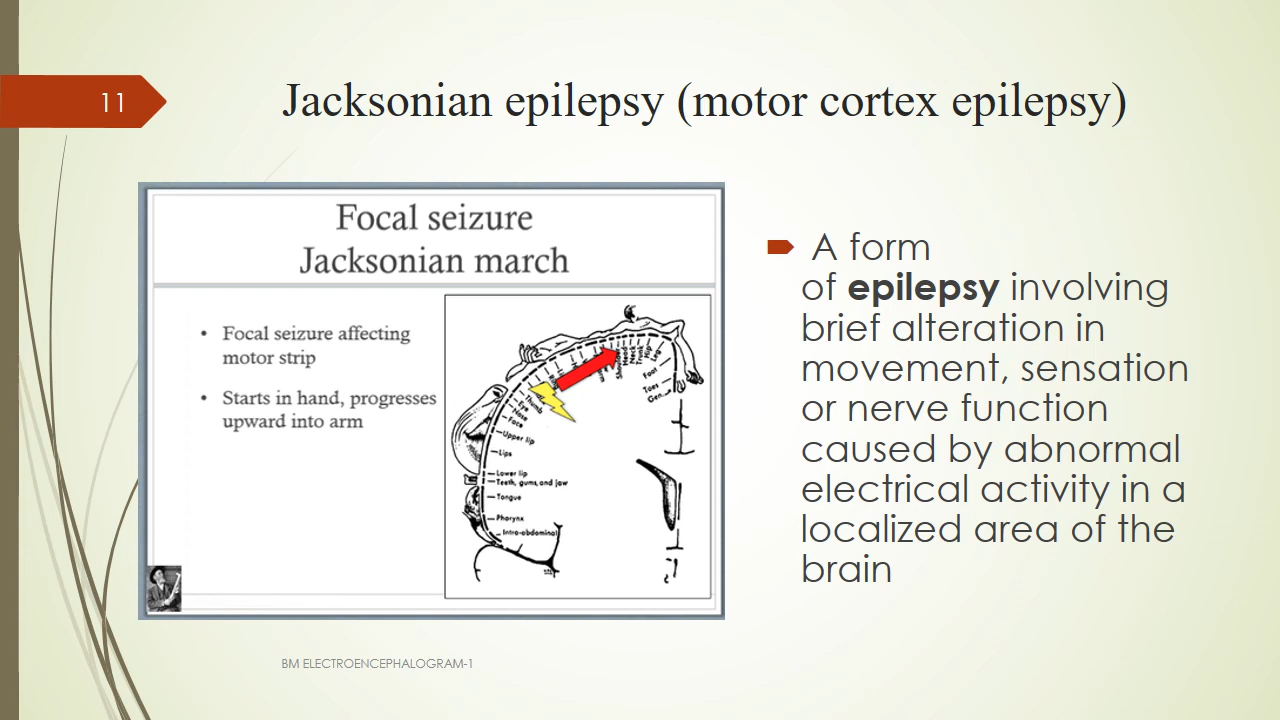 11
Jacksonian epilepsy (motor cortex epilepsy)
Focal seizure
Jacksonian march
• Focal seizure affecting
motor strip
• Starts in hand, progresses
upward into arm
Shoulder
Head
Neck
Trunk
Hip
Leg
Foot
Toes
Gen.
Thumb
Eye
Nose
Face
Upper lip
Lips
Lower lip
Teeth, gums, and jaw
Tongue
Pharynx
Intra-abdominal
A form
of epilepsy involving
brief alteration in
movement, sensation
or nerve function
caused by abnormal
electrical activity in a
localized area of the
brain
BM ELECTROENCEPHALOGRAM-1